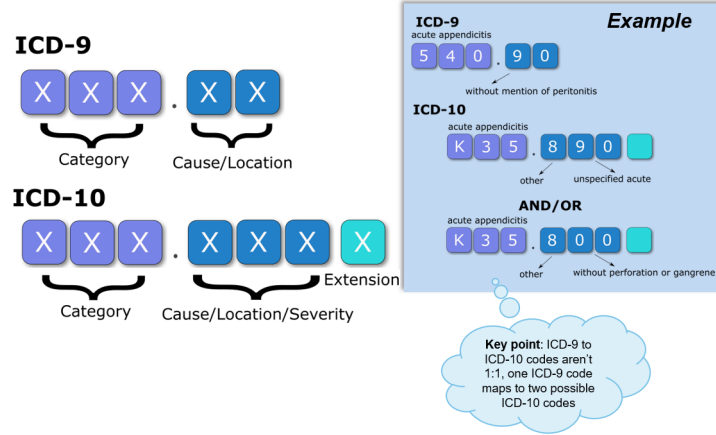 ICD-9
X X X . X X
Category
Cause/Location
ICD-10
X X X . X X X X
Extension
Category
Cause/Location/Severity
Example
ICD-9
acute appendicitis
5 4 0 . 9 0
without mention of peritonitis
ICD-10
acute appendicitis
K 3 5 . 8 9 0
other
unspecified acute
AND/OR
acute appendicitis
K 3 5 . 8 0 0
other
without perforation or gangrene
Key point: ICD-9 to
ICD-10 codes aren't
1:1, one ICD-9 code
maps to two possible
ICD-10 codes